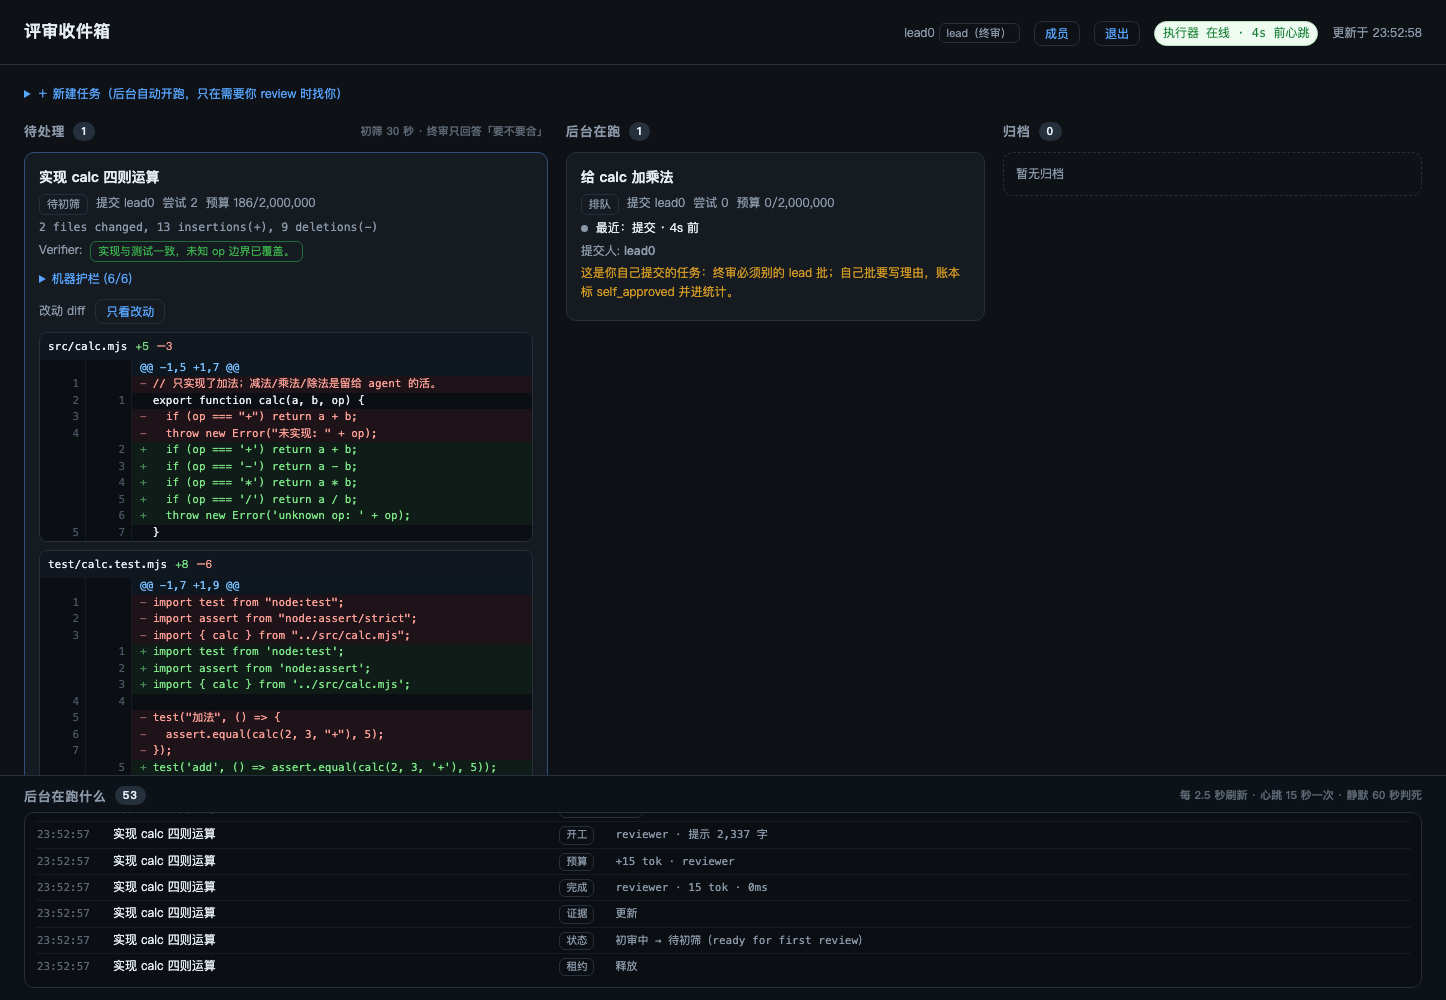 评审收件箱
lead0 lead（终审） 成员 退出 执行器 在线 · 4s 前心跳 更新于 23:52:58
▶ ＋ 新建任务（后台自动开跑，只在需要你 review 时找你）
待处理 1 初筛 30 秒 · 终审只回答「要不要合」
实现 calc 四则运算
待初筛 提交 lead0 尝试 2 预算 186/2,000,000
2 files changed, 13 insertions(+), 9 deletions(-)
Verifier: 实现与测试一致，未知 op 边界已覆盖。
▶ 机器护栏 (6/6)
改动 diff 只看改动
src/calc.mjs +5 −3
@@ -1,5 +1,7 @@
1 - // 只实现了加法；减法/乘法/除法是留给 agent 的活。
2 1 export function calc(a, b, op) {
3 - if (op === "+") return a + b;
4 - throw new Error("未实现: " + op);
2 + if (op === '+') return a + b;
3 + if (op === '-') return a - b;
4 + if (op === '*') return a * b;
5 + if (op === '/') return a / b;
6 + throw new Error('unknown op: ' + op);
5 7 }
test/calc.test.mjs +8 −6
@@ -1,7 +1,9 @@
1 - import test from "node:test";
2 - import assert from "node:assert/strict";
3 - import { calc } from "../src/calc.mjs";
1 + import test from 'node:test';
2 + import assert from 'node:assert';
3 + import { calc } from '../src/calc.mjs';
4 4
5 - test("加法", () => {
6 - assert.equal(calc(2, 3, "+"), 5);
7 - });
5 + test('add', () => assert.equal(calc(2, 3, '+'), 5));
后台在跑 1
给 calc 加乘法
排队 提交 lead0 尝试 0 预算 0/2,000,000
最近：提交 · 4s 前
提交人: lead0
这是你自己提交的任务：终审必须别的 lead 批；自己批要写理由，账本
标 self_approved 并进统计。
归档 0
暂无归档
后台在跑什么 53 每 2.5 秒刷新 · 心跳 15 秒一次 · 静默 60 秒判死
23:52:57 实现 calc 四则运算 开工 reviewer · 提示 2,337 字
23:52:57 实现 calc 四则运算 预算 +15 tok · reviewer
23:52:57 实现 calc 四则运算 完成 reviewer · 15 tok · 0ms
23:52:57 实现 calc 四则运算 证据 更新
23:52:57 实现 calc 四则运算 状态 初审中 → 待初筛（ready for first review）
23:52:57 实现 calc 四则运算 租约 释放